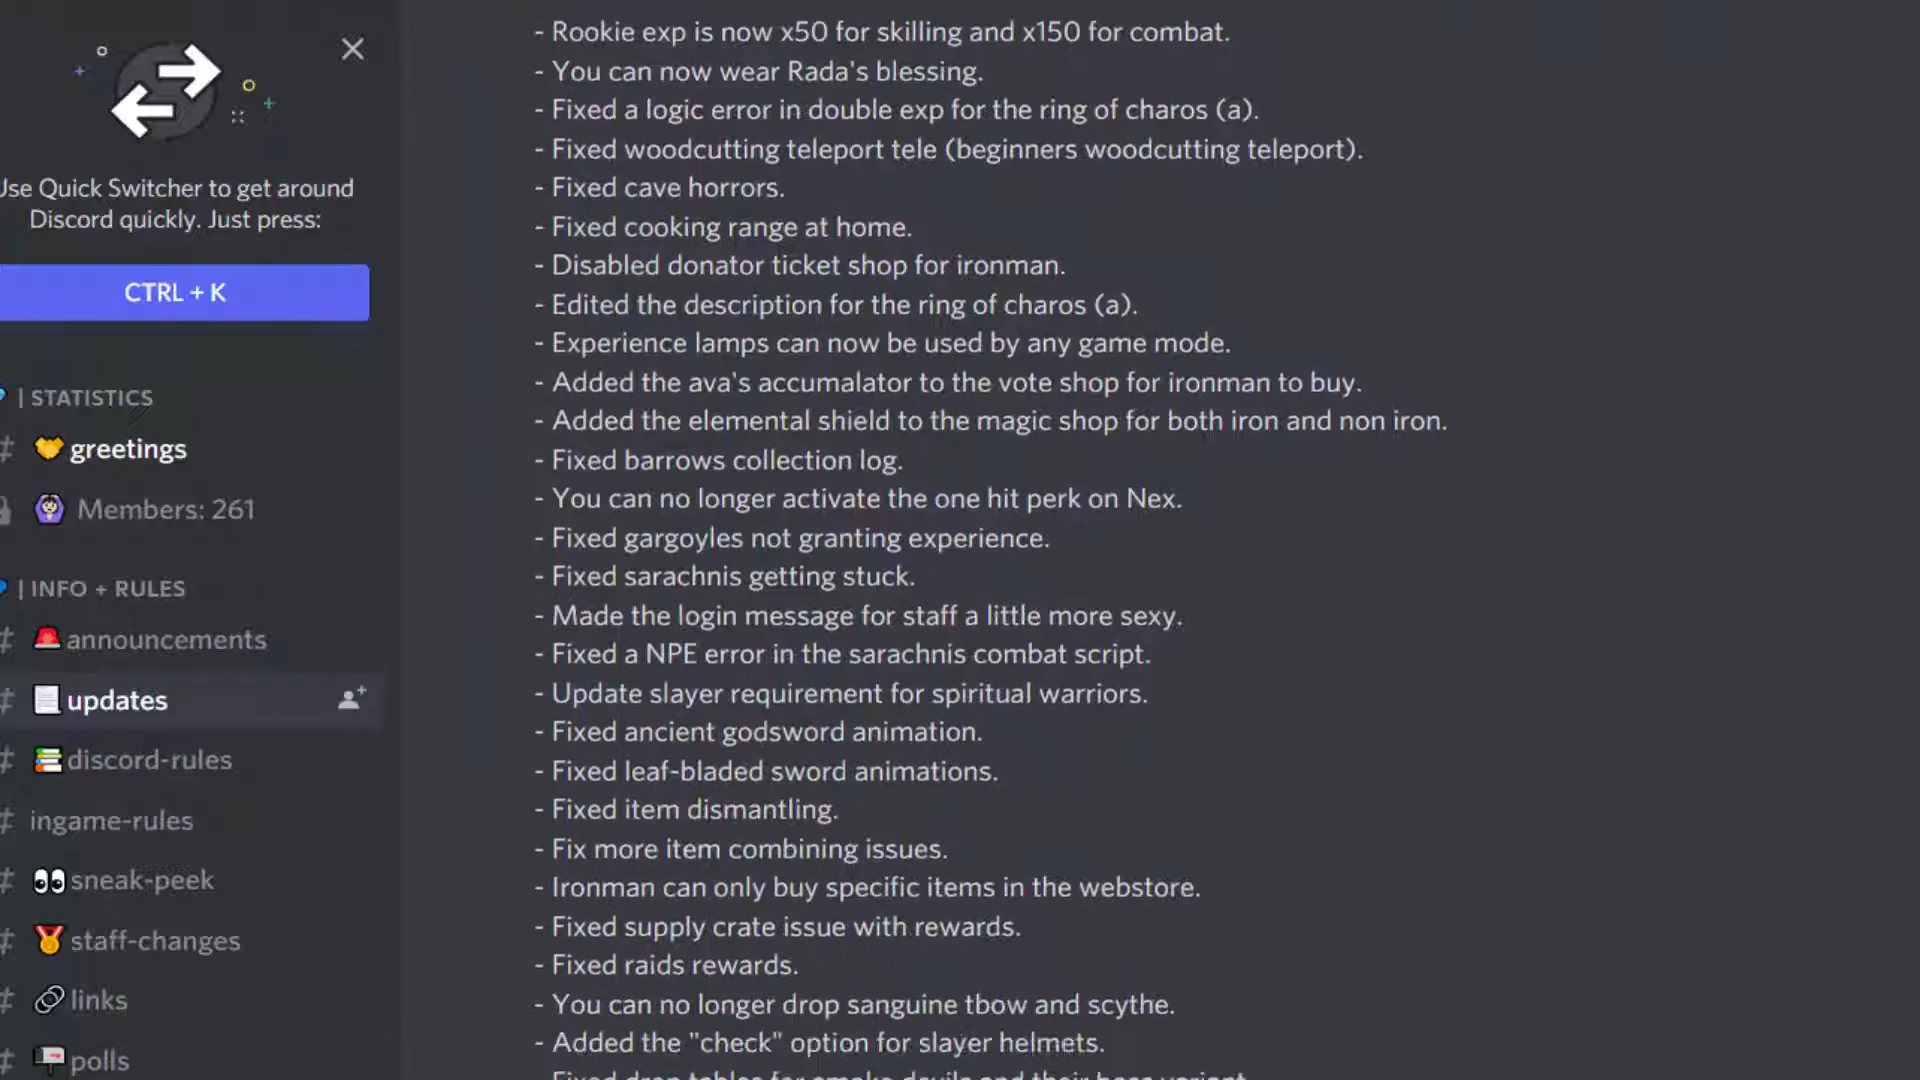 Use Quick Switcher to get around
Discord quickly. Just press:
CTRL + K
| STATISTICS
# greetings
Members: 261
| INFO + RULES
# announcements
# updates
# discord-rules
# ingame-rules
# sneak-peek
# staff-changes
# links
# polls
- Rookie exp is now x50 for skilling and x150 for combat.
- You can now wear Rada's blessing.
- Fixed a logic error in double exp for the ring of charos (a).
- Fixed woodcutting teleport tele (beginners woodcutting teleport).
- Fixed cave horrors.
- Fixed cooking range at home.
- Disabled donator ticket shop for ironman.
- Edited the description for the ring of charos (a).
- Experience lamps can now be used by any game mode.
- Added the ava's accumalator to the vote shop for ironman to buy.
- Added the elemental shield to the magic shop for both iron and non iron.
- Fixed barrows collection log.
- You can no longer activate the one hit perk on Nex.
- Fixed gargoyles not granting experience.
- Fixed sarachnis getting stuck.
- Made the login message for staff a little more sexy.
- Fixed a NPE error in the sarachnis combat script.
- Update slayer requirement for spiritual warriors.
- Fixed ancient godsword animation.
- Fixed leaf-bladed sword animations.
- Fixed item dismantling.
- Fix more item combining issues.
- Ironman can only buy specific items in the webstore.
- Fixed supply crate issue with rewards.
- Fixed raids rewards.
- You can no longer drop sanguine tbow and scythe.
- Added the "check" option for slayer helmets.
Fixed drop tables for smoke devils and their boss variant